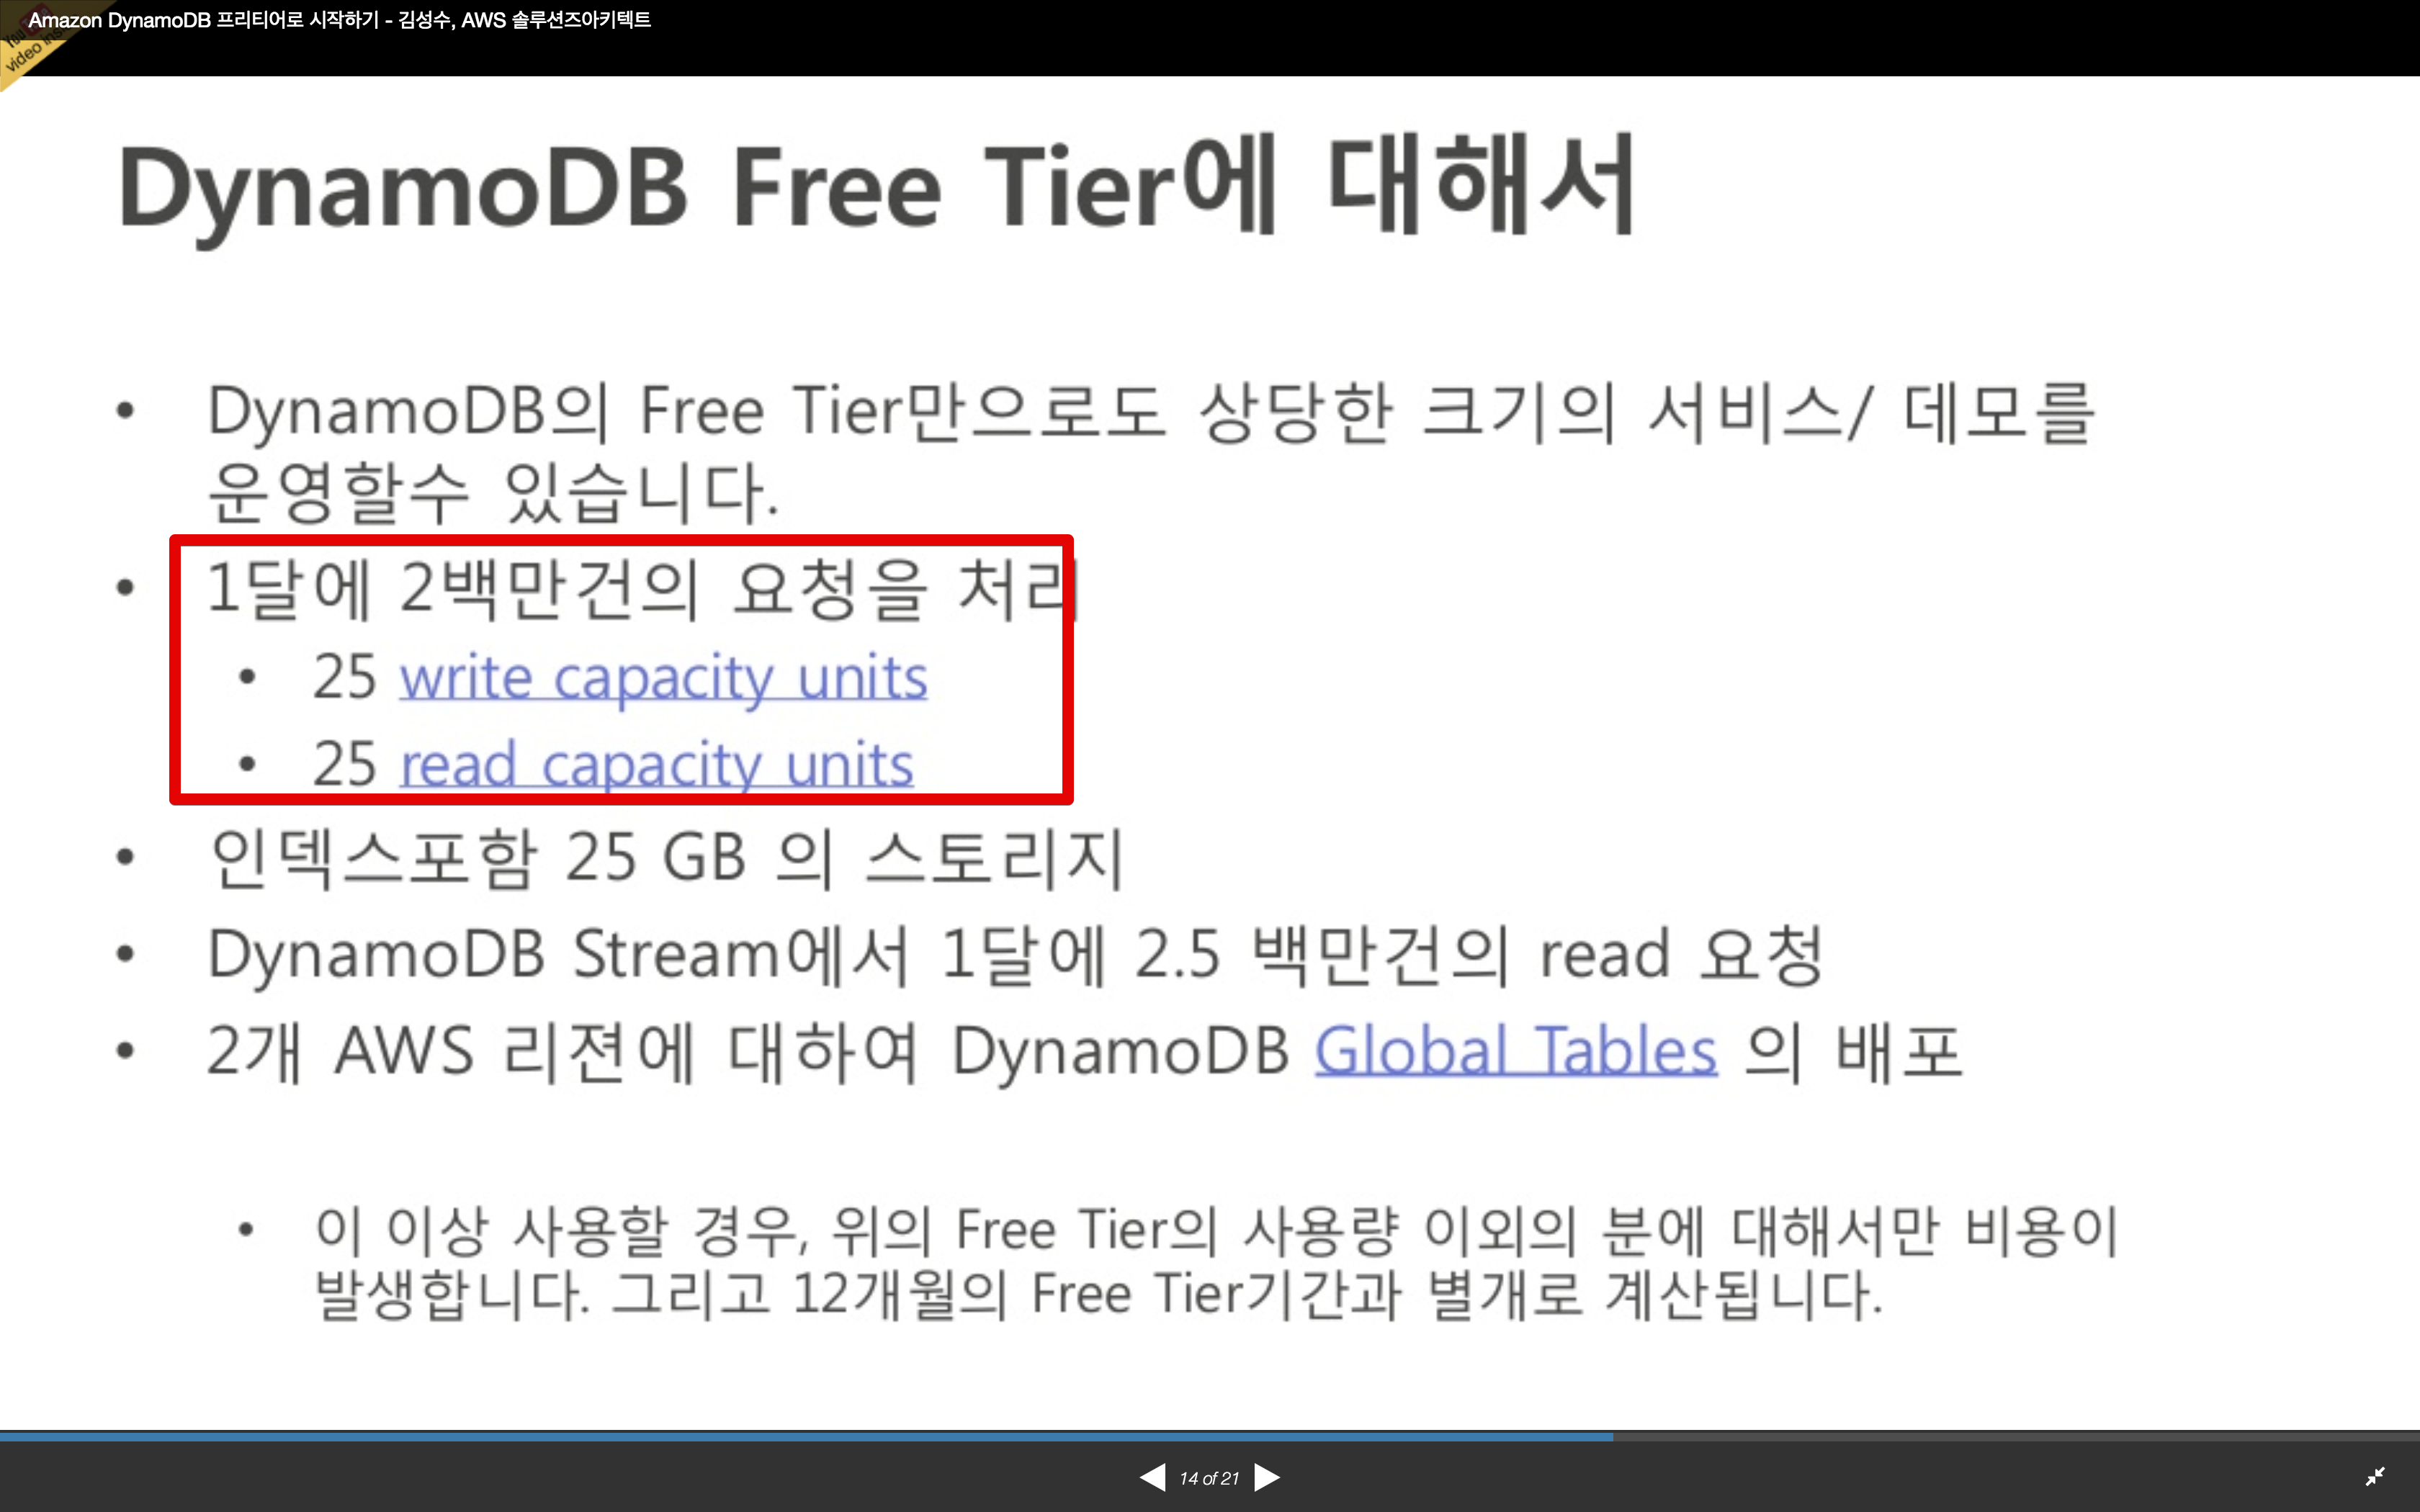 Amazon DynamoDB 프리티어로 시작하기 - 김성수, AWS 솔루션즈아키텍트
video
DynamoDB Free Tier에 대해서
• DynamoDB의 Free Tier만으로도 상당한 크기의 서비스/ 데모를
운영할수 있습니다.
• 1달에 2백만건의 요청을 처리
• 25 write capacity units
• 25 read capacity units
• 인덱스포함 25 GB 의 스토리지
• DynamoDB Stream에서 1달에 2.5 백만건의 read 요청
• 2개 AWS 리젼에 대하여 DynamoDB Global Tables 의 배포
• 이 이상 사용할 경우, 위의 Free Tier의 사용량 이외의 분에 대해서만 비용이
발생합니다. 그리고 12개월의 Free Tier기간과 별개로 계산됩니다.
14 of 21